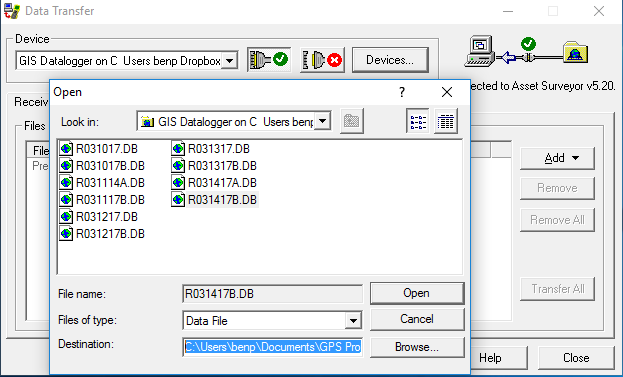 Data Transfer
Device
GIS Datalogger on C Users benp Dropbox
Devices...
ected to Asset Surveyor v5.20.
Receiv
Files
File
Pre
Open
Look in:
GIS Datalogger on C Users benp
R031017.DB
R031017B.DB
R031114A.DB
R031117B.DB
R031217.DB
R031217B.DB
R031317.DB
R031317B.DB
R031417A.DB
R031417B.DB
File name:
R031417B.DB
Files of type:
Data File
Destination:
C:\Users\benp\Documents\GPS Pro
Open
Cancel
Browse...
Add
Remove
Remove All
Transfer All
Help
Close